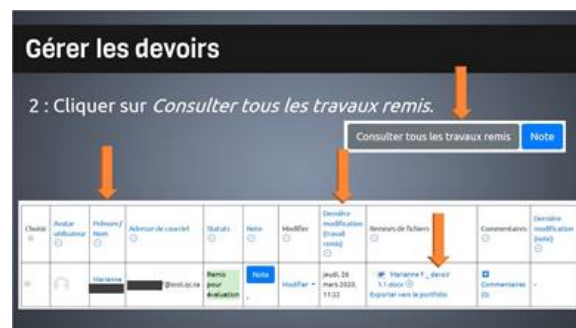 Gérer les devoirs
2 : Cliquer sur Consulter tous les travaux remis.
Consulter tous les travaux remis Note
Choisir Avatar utilisateur Prénom / Nom Adresse de courriel Statuts Note Modifier Dernière modification (travail remis) Remises de fichiers Commentaires Dernière modification (note)
Marianne @scol.qc.ca Remis pour évaluation Note - Modifier jeudi, 26 mars 2020, 11:22 Marianne F _ devoir 1.1.docx Commentaires (0) -
Exporter vers le portfolio